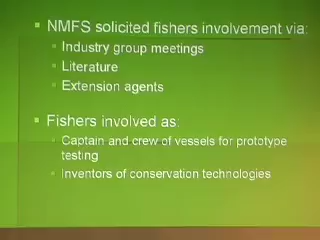 NMFS solicited fishers involvement via:
Industry group meetings
Literature
Extension agents
Fishers involved as:
Captain and crew of vessels for prototype
testing
Inventors of conservation technologies